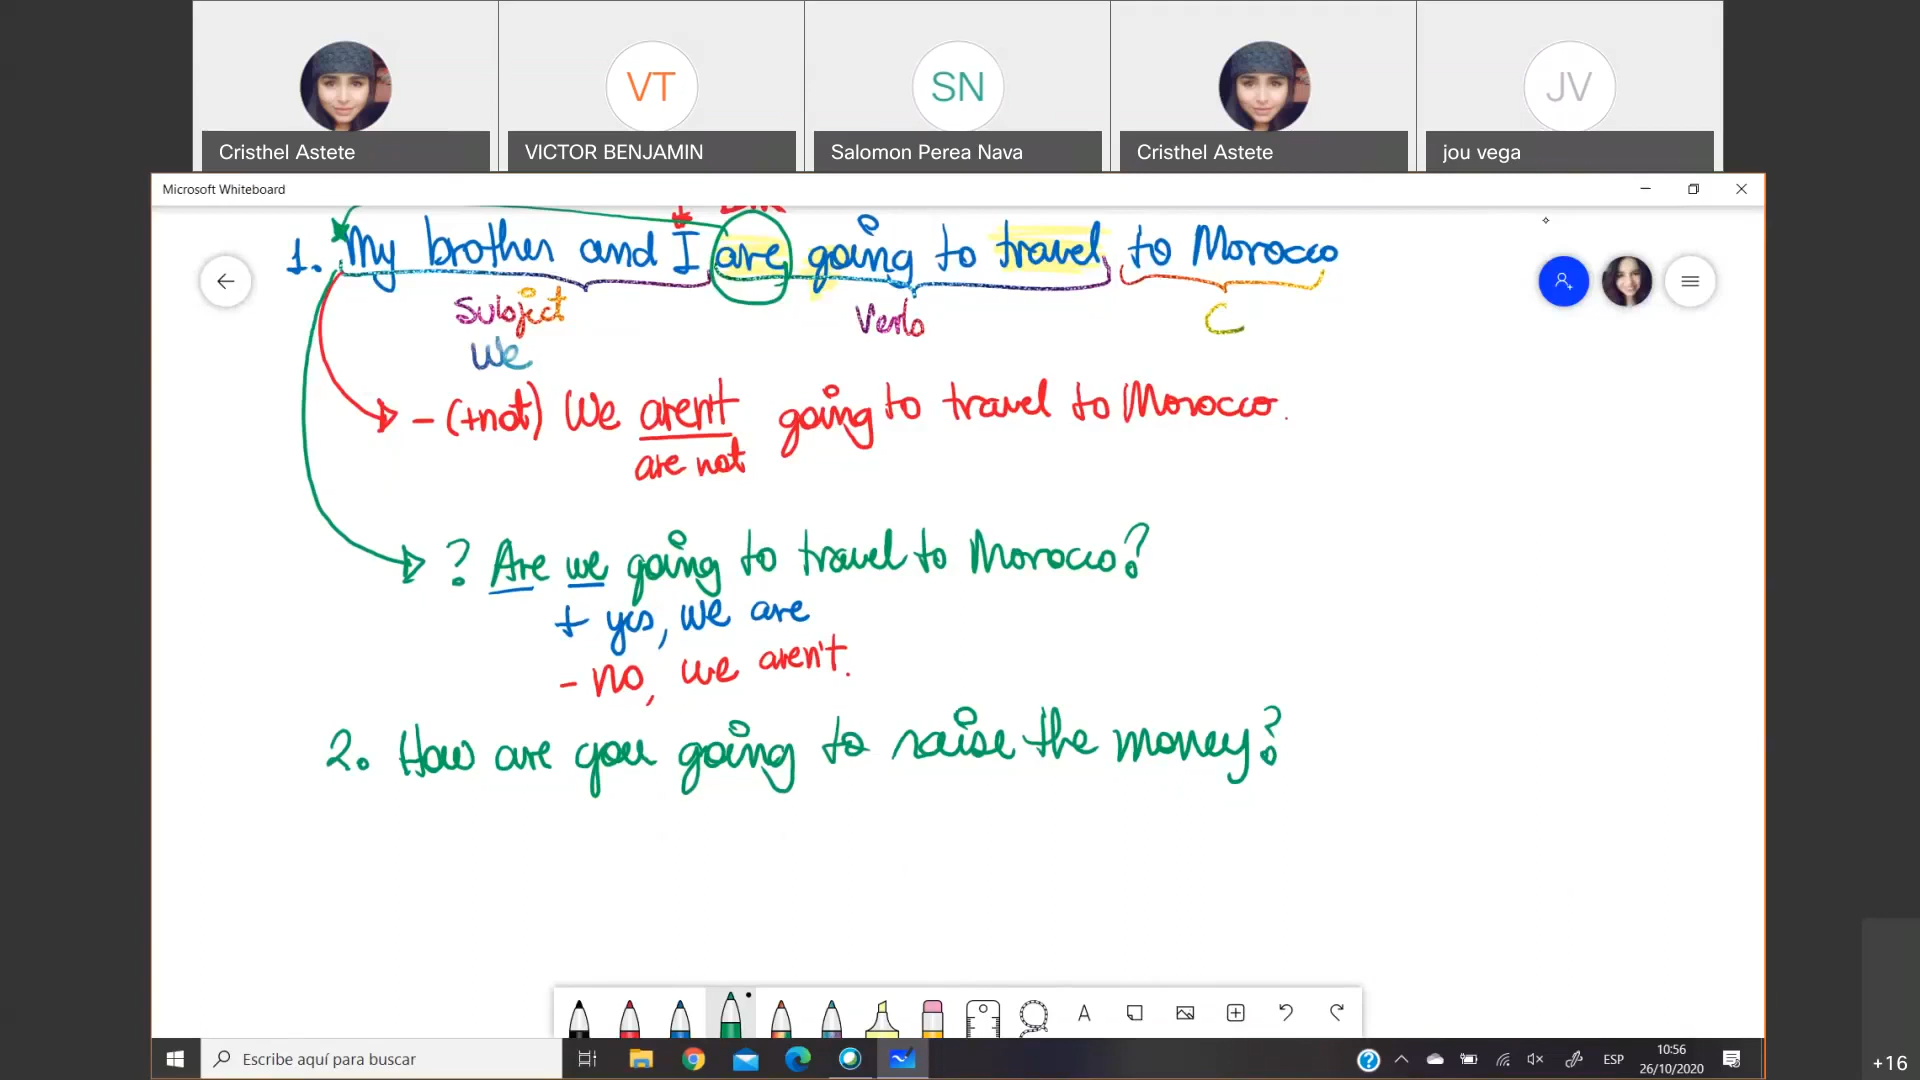 VT
SN
JV
Cristhel Astete
VICTOR BENJAMIN
Salomon Perea Nava
Cristhel Astete
jou vega
Microsoft Whiteboard
1. My brother and I are going to travel to Morocco
Subject
Verb
C
We
- (+not) We aren't going to travel to Morocco.
are not
? Are we going to travel to Morocco?
+ yes, we are
- No, we aren't.
2. How are you going to raise the money?
A
Escribe aquí para buscar
ESP
10:56
26/10/2020
+16